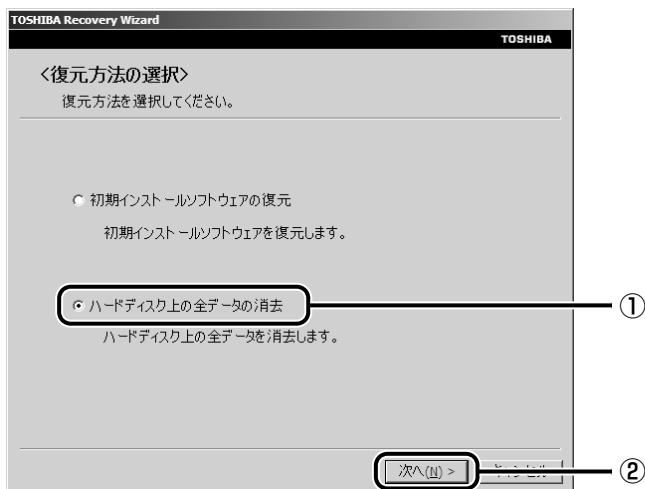 TOSHIBA Recovery Wizard
TOSHIBA
<復元方法の選択>
復元方法を選択してください。
初期インストールソフトウェアの復元
初期インストールソフトウェアを復元します。
ハードディスク上の全データの消去
①
ハードディスク上の全データを消去します。
次へ(N) >
②